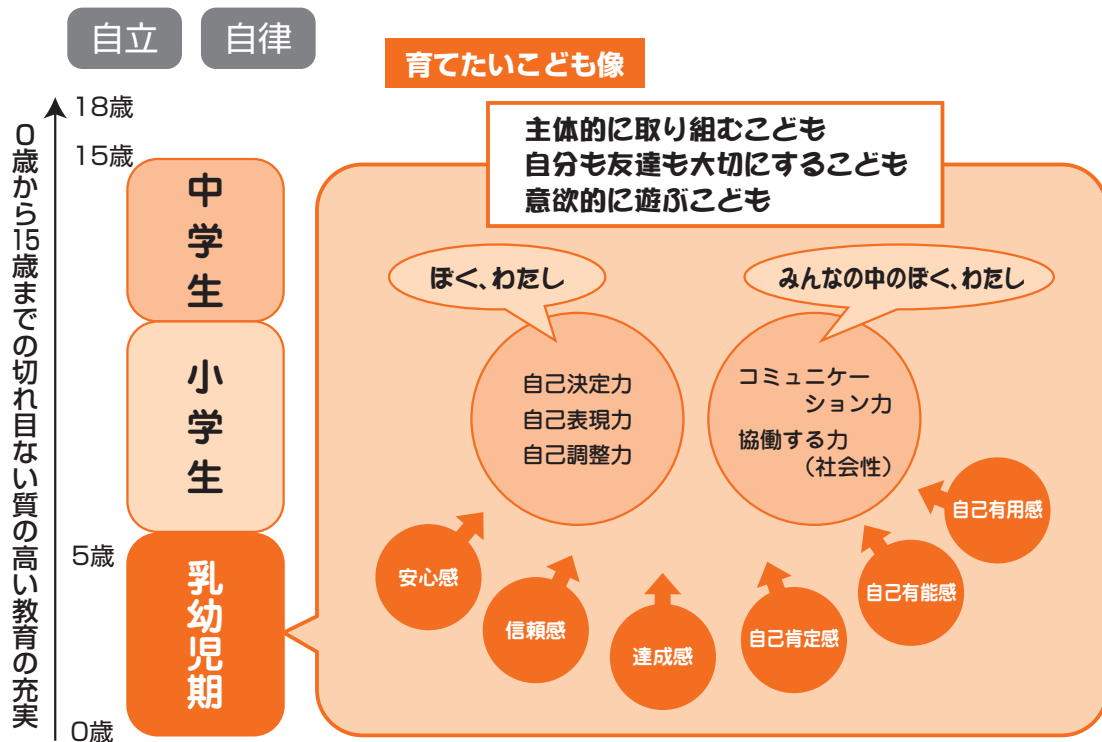 自立
自律
育てたいこども像
0歳から15歳までの切れ目ない質の高い教育の充実
18歳
15歳
5歳
0歳
中学生
小学生
乳幼児期
主体的に取り組むこども
自分も友達も大切にするこども
意欲的に遊ぶこども
ぼく、わたし
自己決定力
自己表現力
自己調整力
みんなの中のぼく、わたし
コミュニケー
ション力
協働する力
（社会性）
安心感
信頼感
達成感
自己肯定感
自己有能感
自己有用感